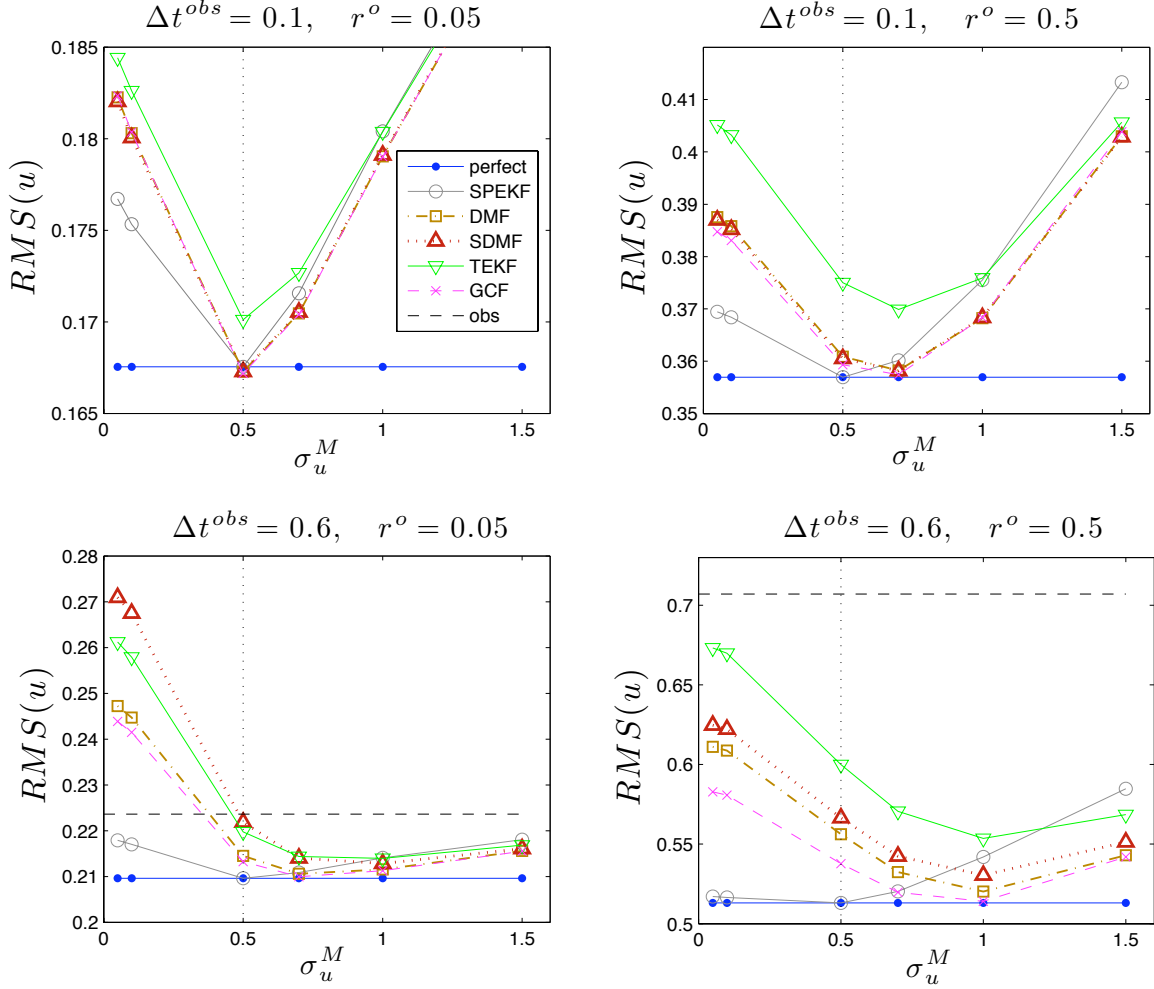 Δt^{obs} = 0.1, r^o = 0.05
RMS(u)
0.185
0.18
0.175
0.17
0.165
0
0.5
1
1.5
σ_u^M
perfect
SPEKF
DMF
SDMF
TEKF
GCF
obs
Δt^{obs} = 0.1, r^o = 0.5
RMS(u)
0.41
0.4
0.39
0.38
0.37
0.36
0.35
0
0.5
1
1.5
σ_u^M
Δt^{obs} = 0.6, r^o = 0.05
RMS(u)
0.28
0.27
0.26
0.25
0.24
0.23
0.22
0.21
0.2
0
0.5
1
1.5
σ_u^M
Δt^{obs} = 0.6, r^o = 0.5
RMS(u)
0.7
0.65
0.6
0.55
0.5
0
0.5
1
1.5
σ_u^M